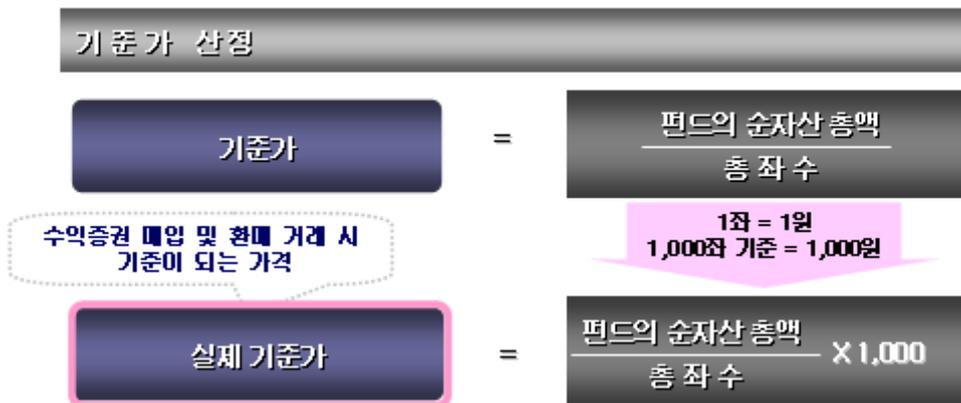 기준가 산정
기준가
=
펀드의 순자산 총액
총 좌 수
수익증권 매입 및 환매 거래 시
기준이 되는 가격
1좌 = 1원
1,000좌 기준 = 1,000원
실제 기준가
=
펀드의 순자산 총액
총 좌 수
X 1,000